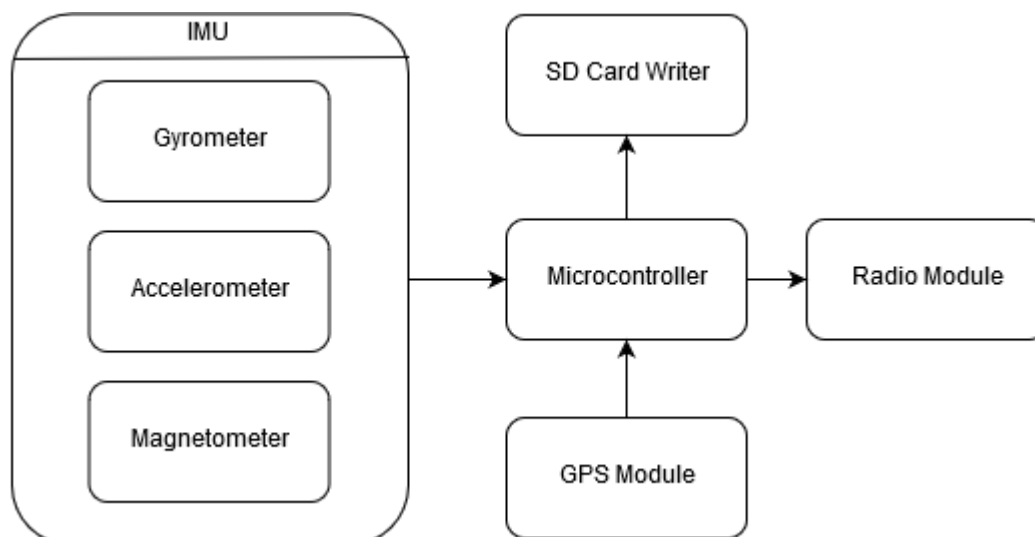 IMU
Gyrometer
Accelerometer
Magnetometer
SD Card Writer
Microcontroller
Radio Module
GPS Module